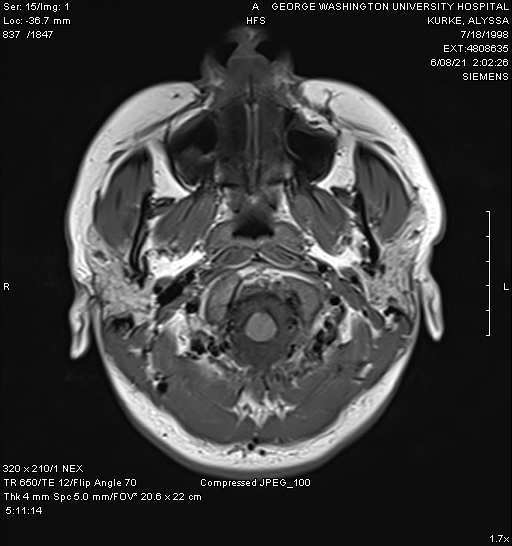 Ser: 15/Img: 1
Loc: -36.7 mm
837 /1847
A GEORGE WASHINGTON UNIVERSITY HOSPITAL
HFS KURKE, ALYSSA
7/18/1998
EXT:4808635
6/08/21 2:02:26
SIEMENS
R
L
320 x 210/1 NEX
TR 650/TE 12/Flip Angle 70
Compressed JPEG_100
Thk 4 mm Spc 5.0 mm/FOV" 20.6 x 22 cm
5:11:14
1.7x